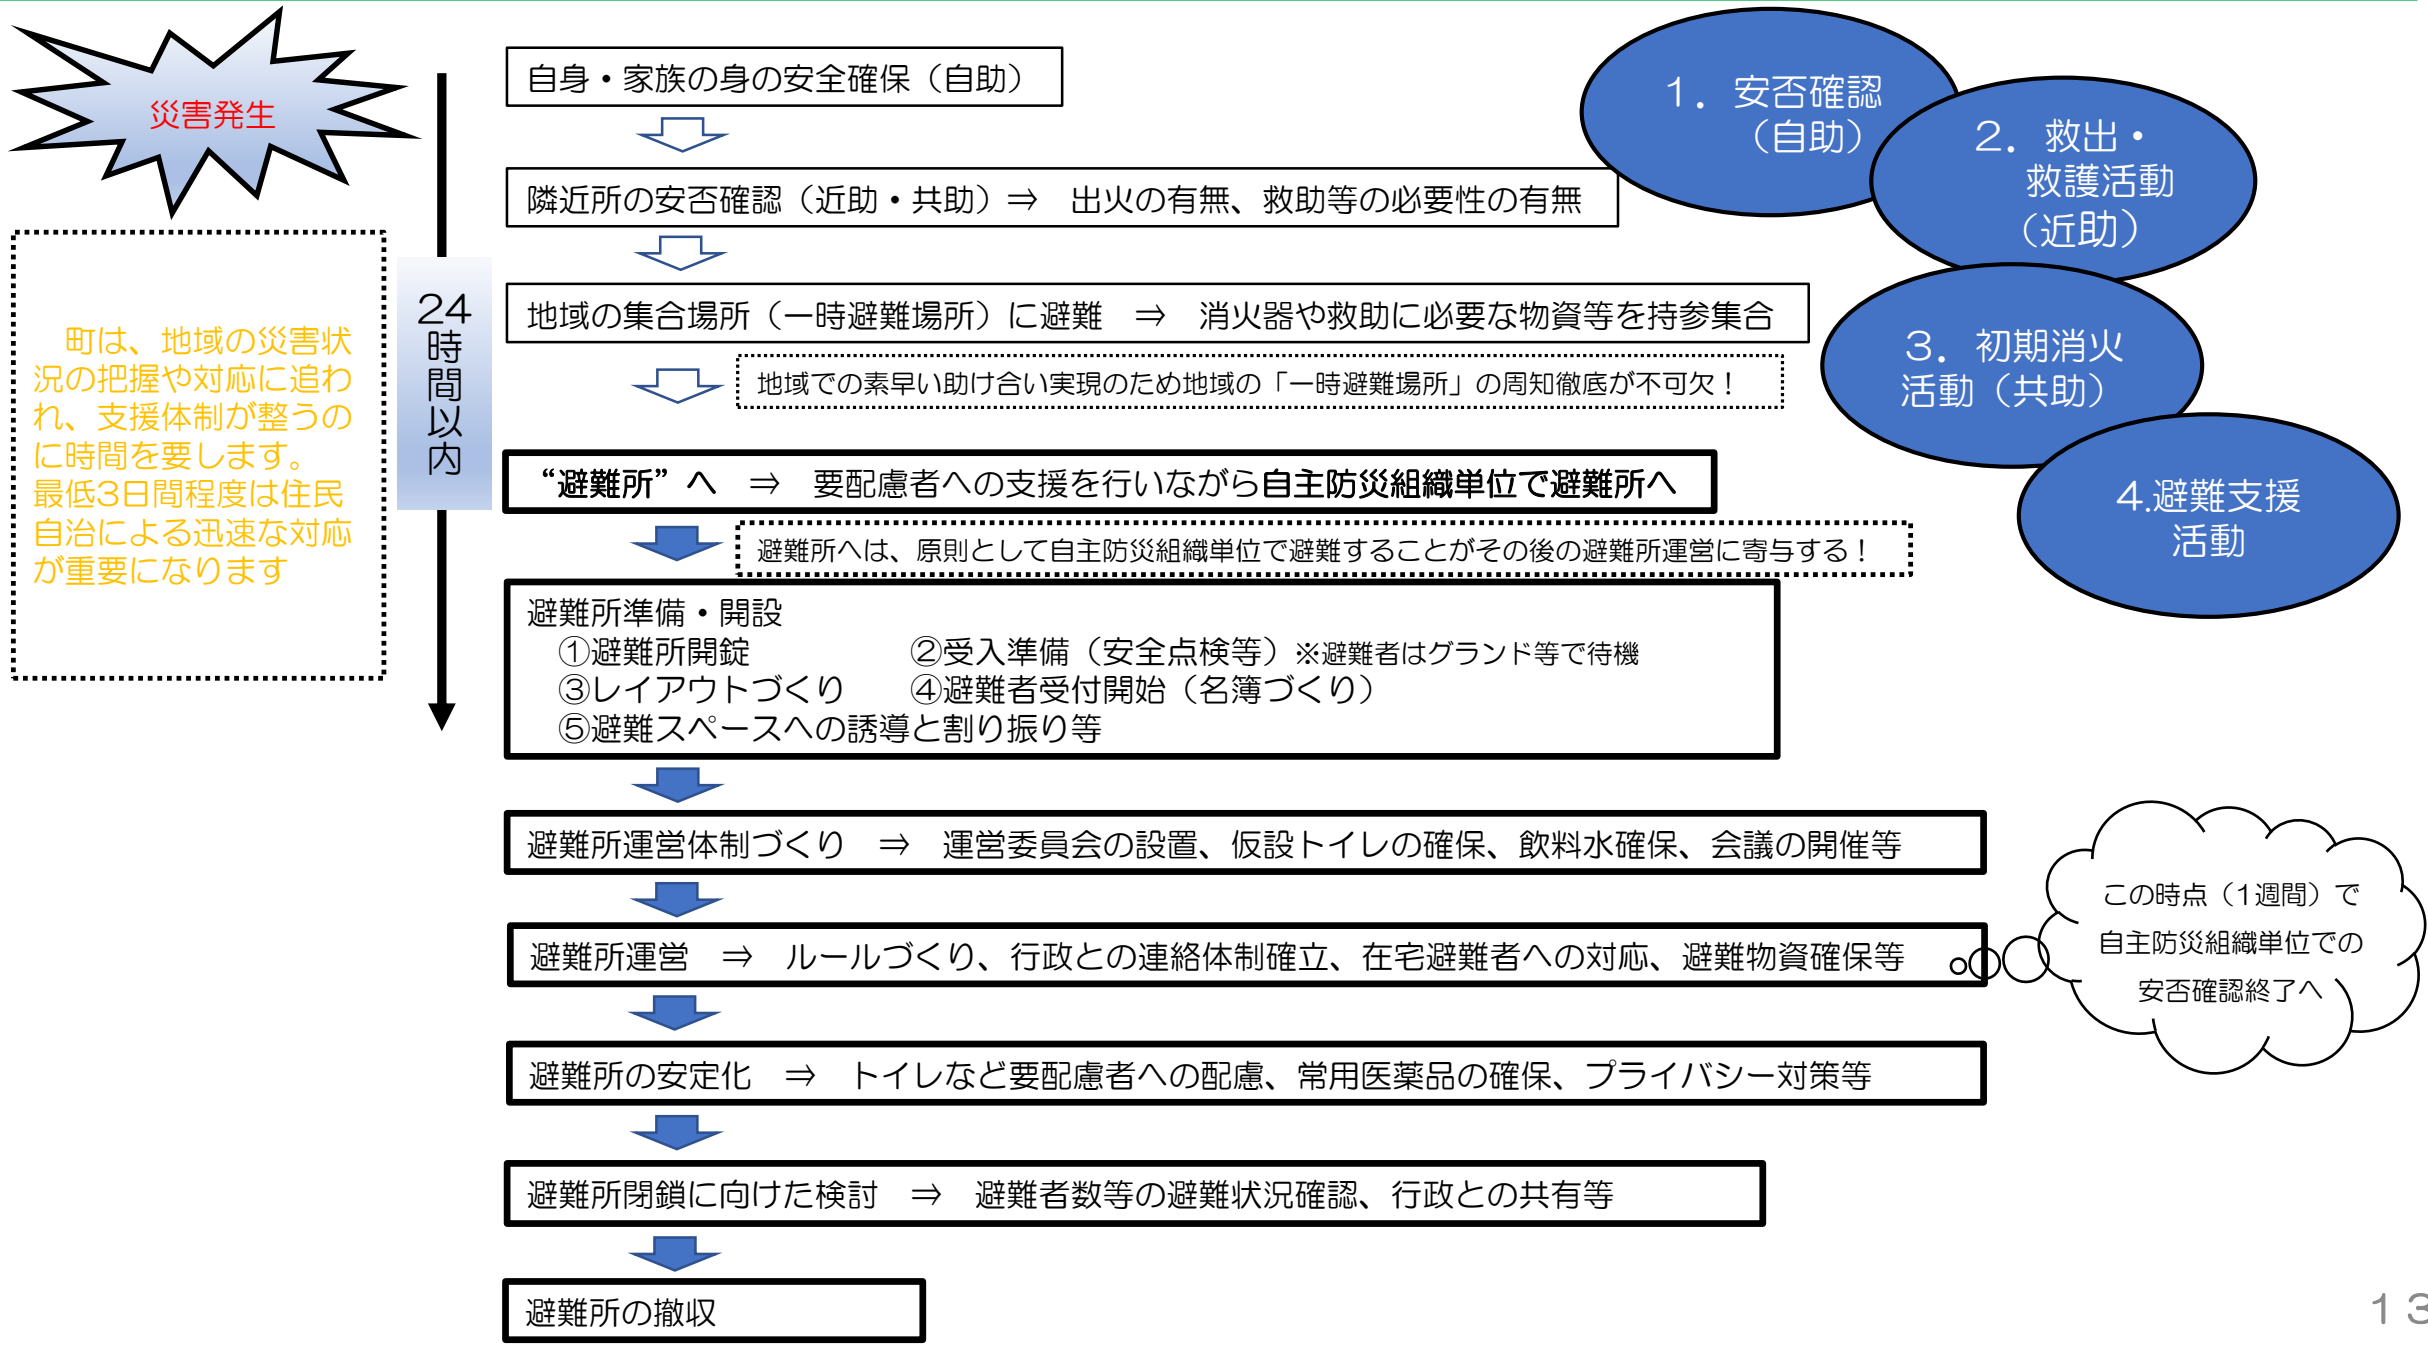 災害発生
自身・家族の身の安全確保（自助）
隣近所の安否確認（近助・共助）⇒　出火の有無、救助等の必要性の有無
地域の集合場所（一時避難場所）に避難　⇒　消火器や救助に必要な物資等を持参集合
地域での素早い助け合い実現のため地域の「一時避難場所」の周知徹底が不可欠！
“避難所”へ　⇒　要配慮者への支援を行いながら自主防災組織単位で避難所へ
避難所へは、原則として自主防災組織単位で避難することがその後の避難所運営に寄与する！
避難所準備・開設
①避難所開錠　②受入準備（安全点検等）※避難者はグランド等で待機
③レイアウトづくり　④避難者受付開始（名簿づくり）
⑤避難スペースへの誘導と割り振り等
避難所運営体制づくり　⇒　運営委員会の設置、仮設トイレの確保、飲料水確保、会議の開催等
避難所運営　⇒　ルールづくり、行政との連絡体制確立、在宅避難者への対応、避難物資確保等
避難所の安定化　⇒　トイレなど要配慮者への配慮、常用医薬品の確保、プライバシー対策等
避難所閉鎖に向けた検討　⇒　避難者数等の避難状況確認、行政との共有等
避難所の撤収
24時間以内
町は、地域の災害状
況の把握や対応に追わ
れ、支援体制が整うの
に時間を要します。
最低3日間程度は住民
自治による迅速な対応
が重要になります
１．安否確認
（自助）
２．救出・
救護活動
（近助）
３．初期消火
活動（共助）
4.避難支援
活動
この時点（1週間）で
自主防災組織単位での
安否確認終了へ
１３